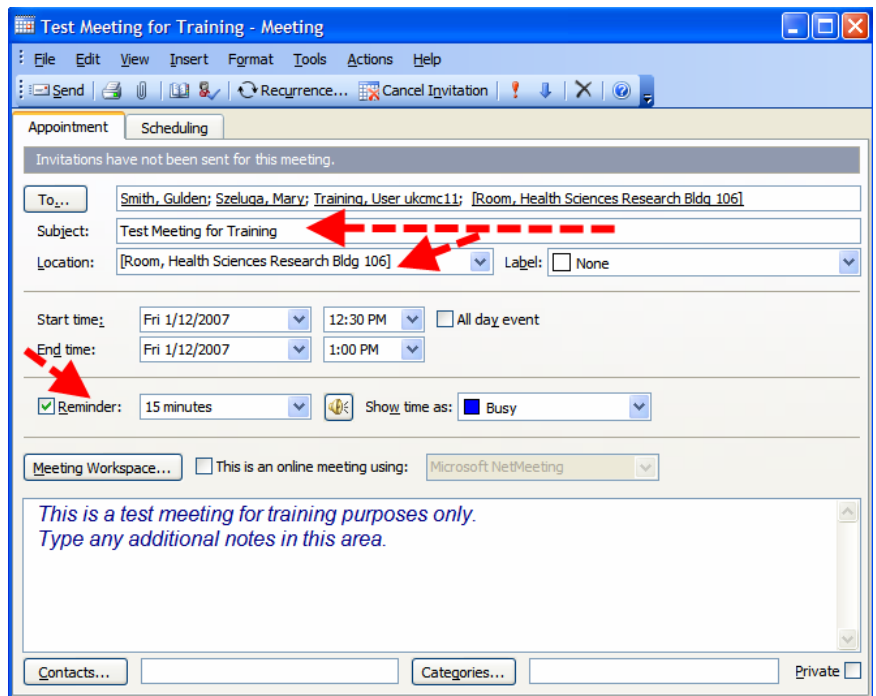 Test Meeting for Training - Meeting
File Edit View Insert Format Tools Actions Help
Send Recurrence... Cancel Invitation
Appointment Scheduling
Invitations have not been sent for this meeting.
To... Smith, Gulden; Szeluga, Mary; Training, User ukcmc11; [Room, Health Sciences Research Bldg 106]
Subject: Test Meeting for Training
Location: [Room, Health Sciences Research Bldg 106] Label: None
Start time: Fri 1/12/2007 12:30 PM All day event
End time: Fri 1/12/2007 1:00 PM
Reminder: 15 minutes Show time as: Busy
Meeting Workspace... This is an online meeting using: Microsoft NetMeeting
This is a test meeting for training purposes only.
Type any additional notes in this area.
Contacts... Categories... Private